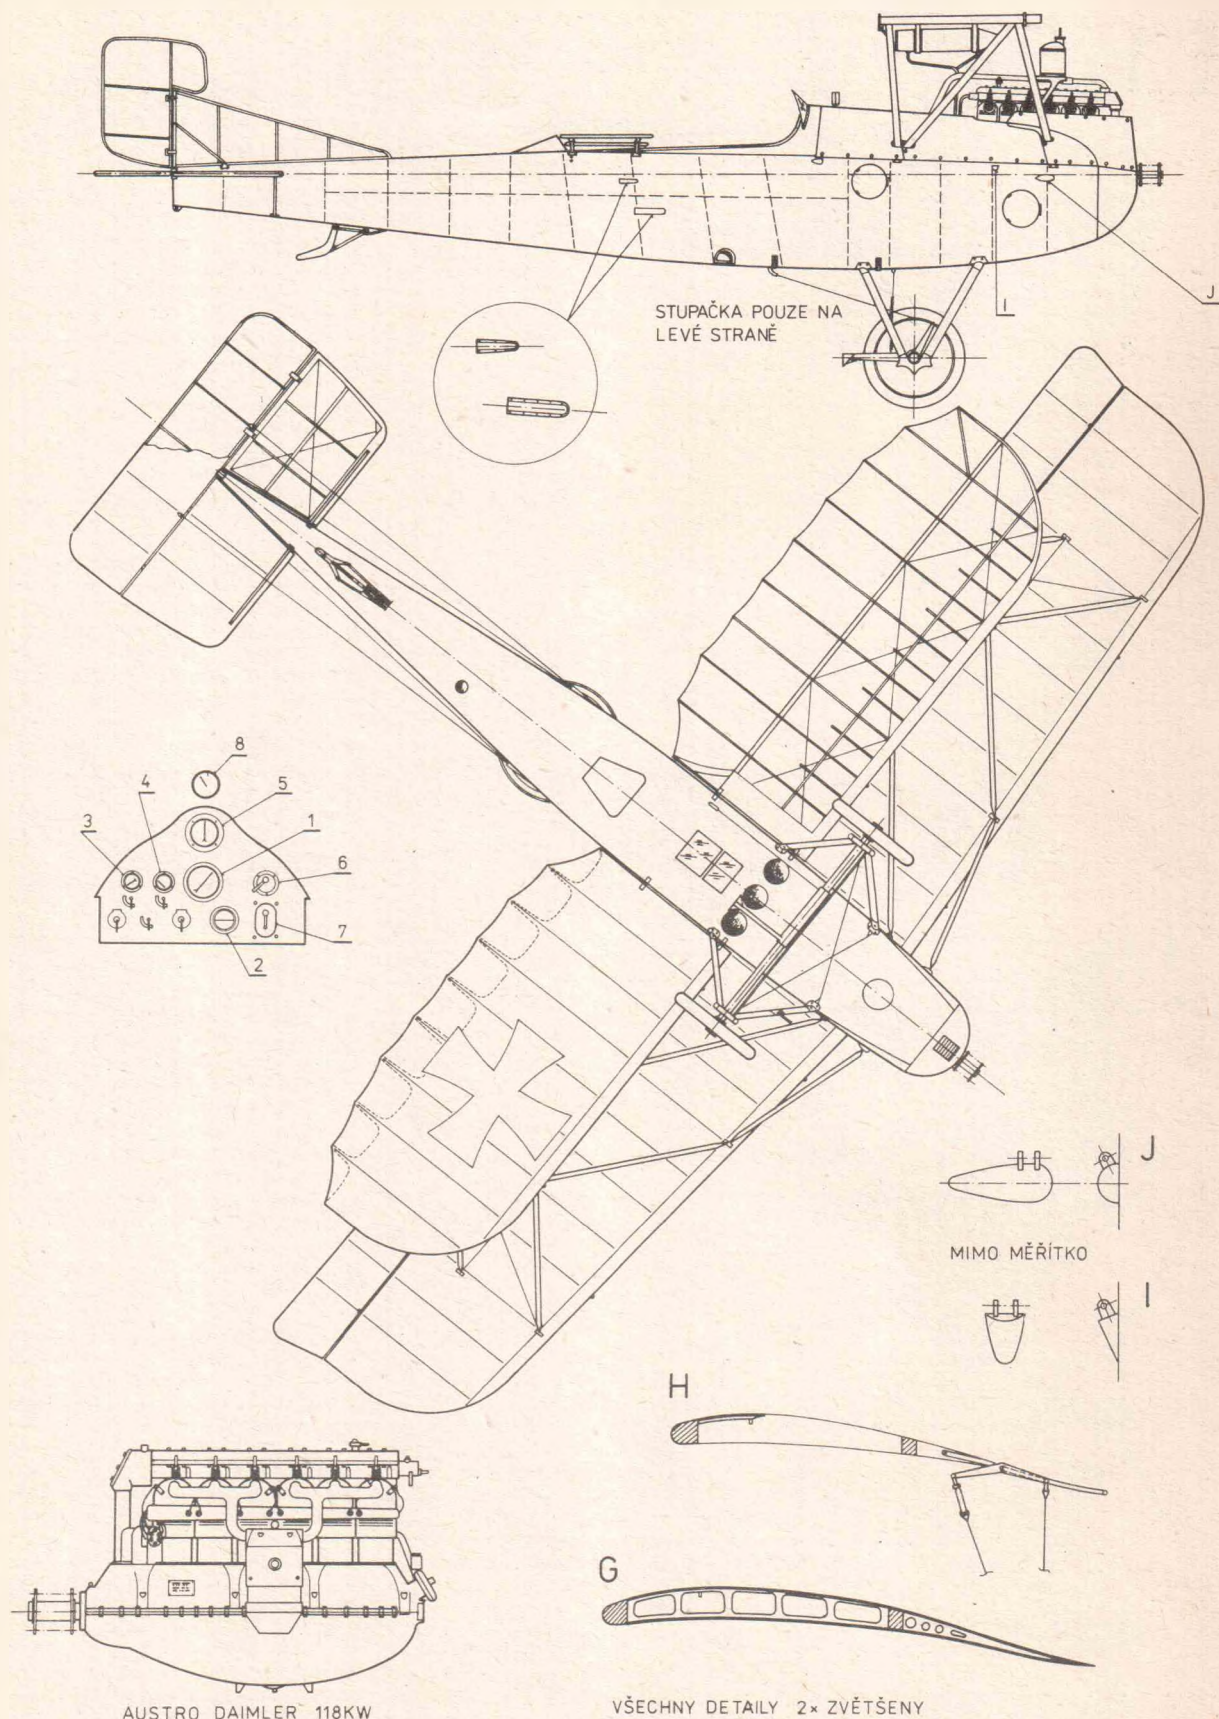 J
I
STUPAČKA POUZE NA
LEVÉ STRANĚ
8
4
5
3
1
6
7
2
J
MIMO MĚŘÍTKO
I
H
G
AUSTRO DAIMLER 118KW
VŠECHNY DETAILY 2× ZVĚTŠENY